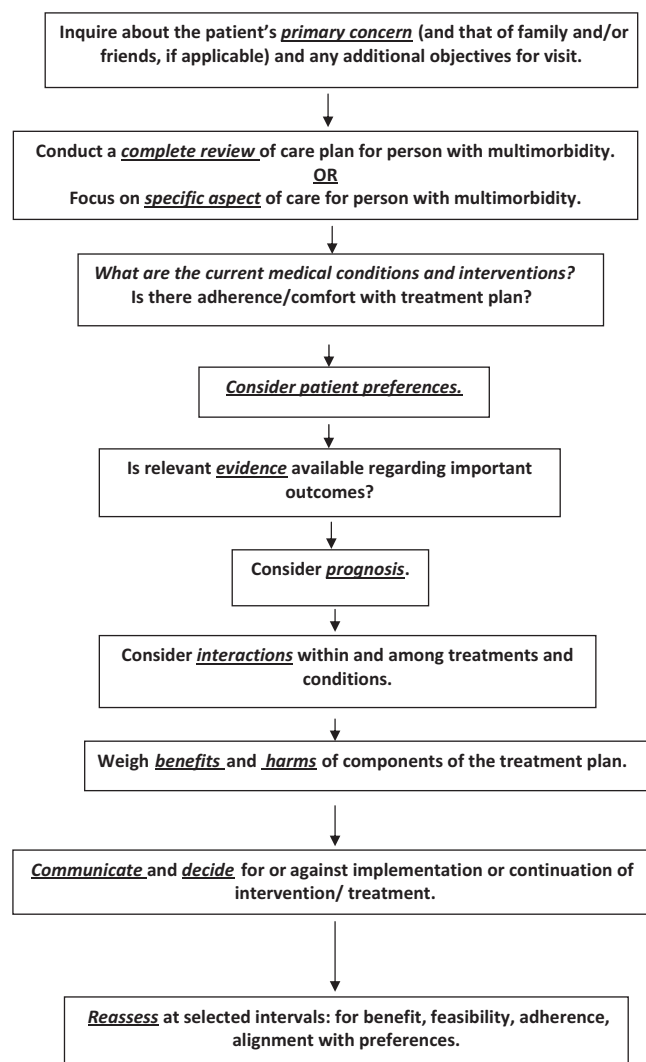 Inquire about the patient's primary concern (and that of family and/or
friends, if applicable) and any additional objectives for visit.
Conduct a complete review of care plan for person with multimorbidity.
OR
Focus on specific aspect of care for person with multimorbidity.
What are the current medical conditions and interventions?
Is there adherence/comfort with treatment plan?
Consider patient preferences.
Is relevant evidence available regarding important
outcomes?
Consider prognosis.
Consider interactions within and among treatments and
conditions.
Weigh benefits and harms of components of the treatment plan.
Communicate and decide for or against implementation or continuation of
intervention/ treatment.
Reassess at selected intervals: for benefit, feasibility, adherence,
alignment with preferences.